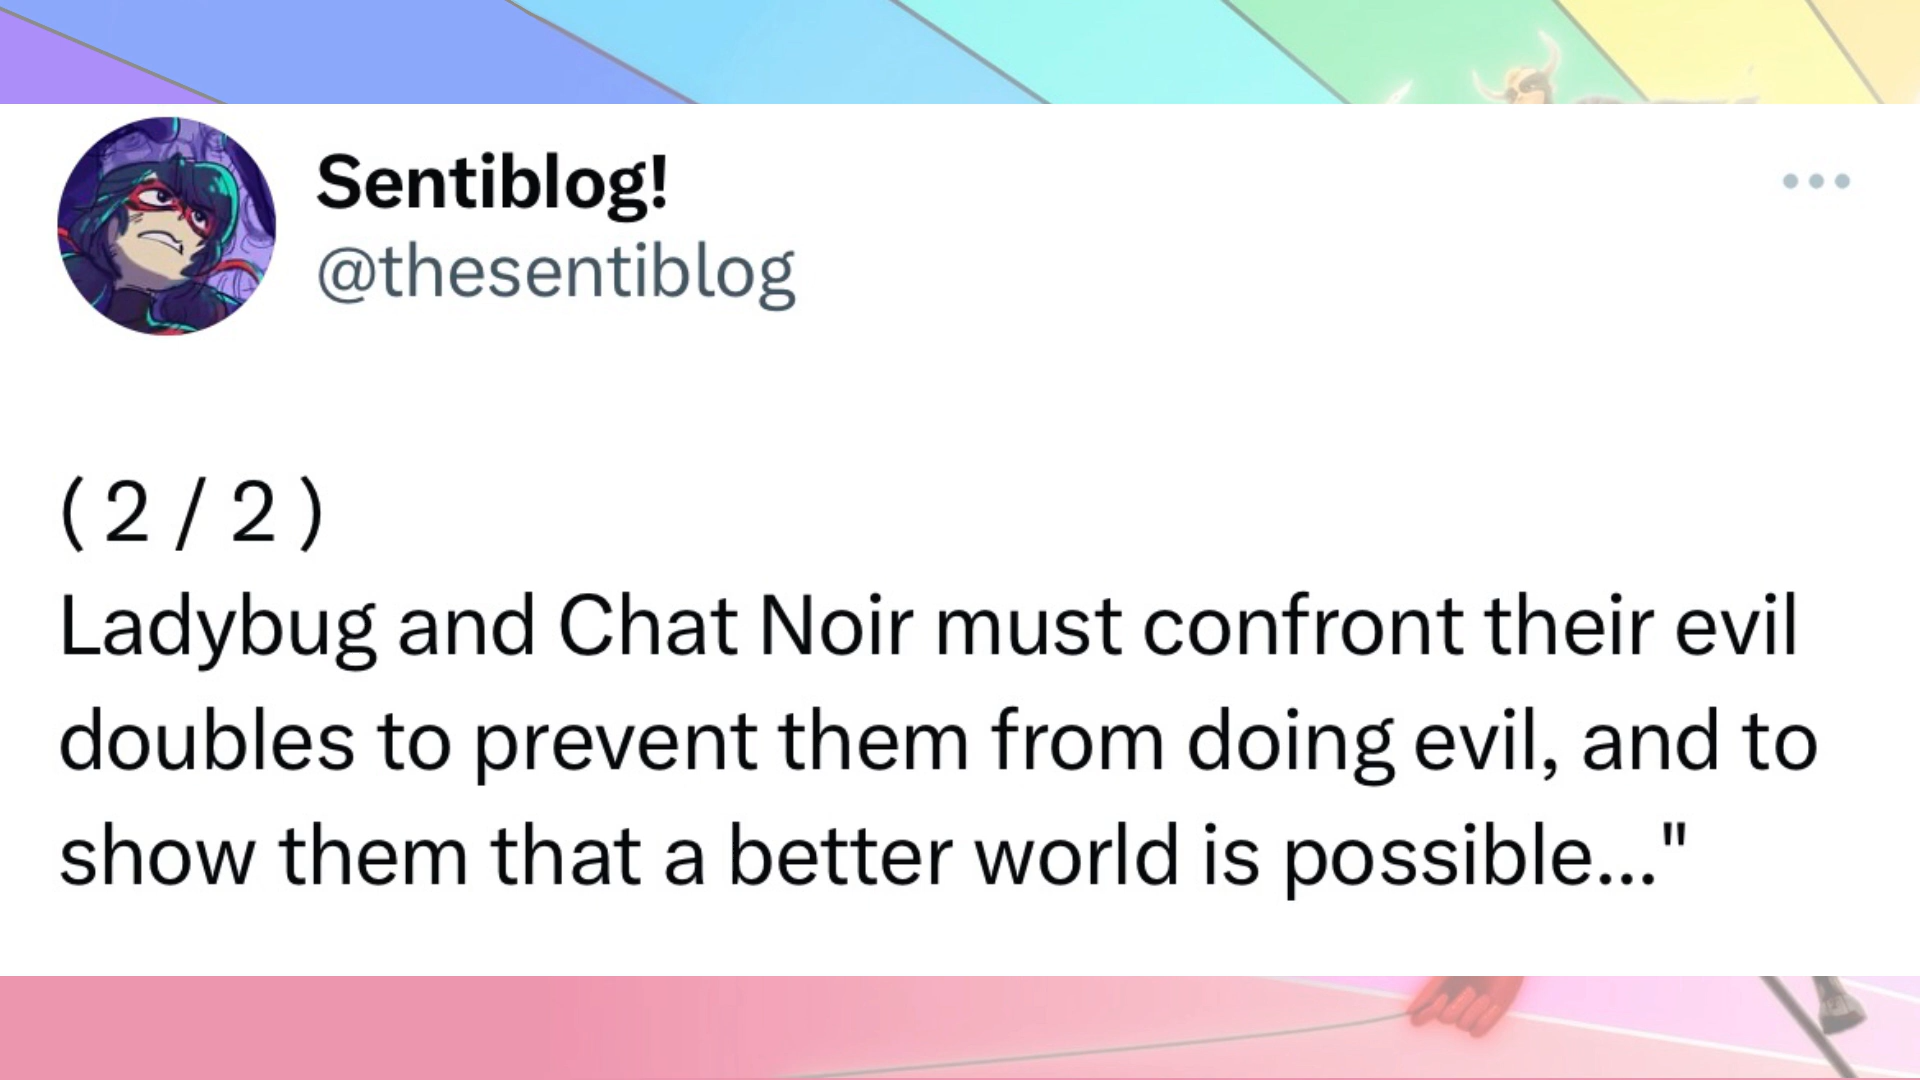 Sentiblog!
@thesentiblog
( 2 / 2 )
Ladybug and Chat Noir must confront their evil
doubles to prevent them from doing evil, and to
show them that a better world is possible..."